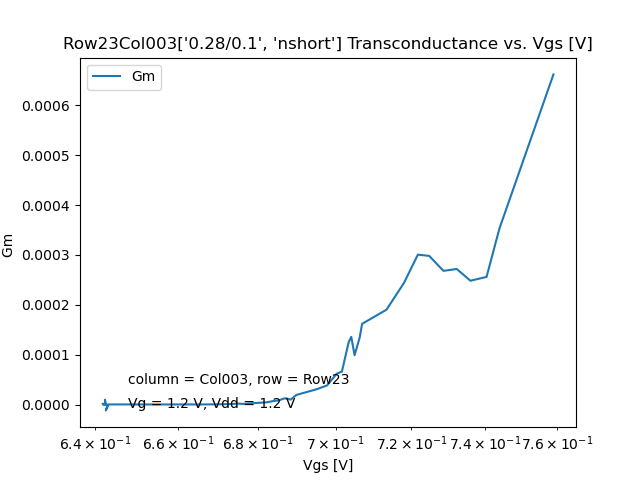 Row23Col003['0.28/0.1', 'nshort'] Transconductance vs. Vgs [V]
Gm
0.0006
0.0005
0.0004
0.0003
0.0002
0.0001
0.0000
Gm
column = Col003, row = Row23
Vg = 1.2 V, Vdd = 1.2 V
6.4 × 10⁻¹ 6.6 × 10⁻¹ 6.8 × 10⁻¹ 7 × 10⁻¹ 7.2 × 10⁻¹ 7.4 × 10⁻¹ 7.6 × 10⁻¹
Vgs [V]